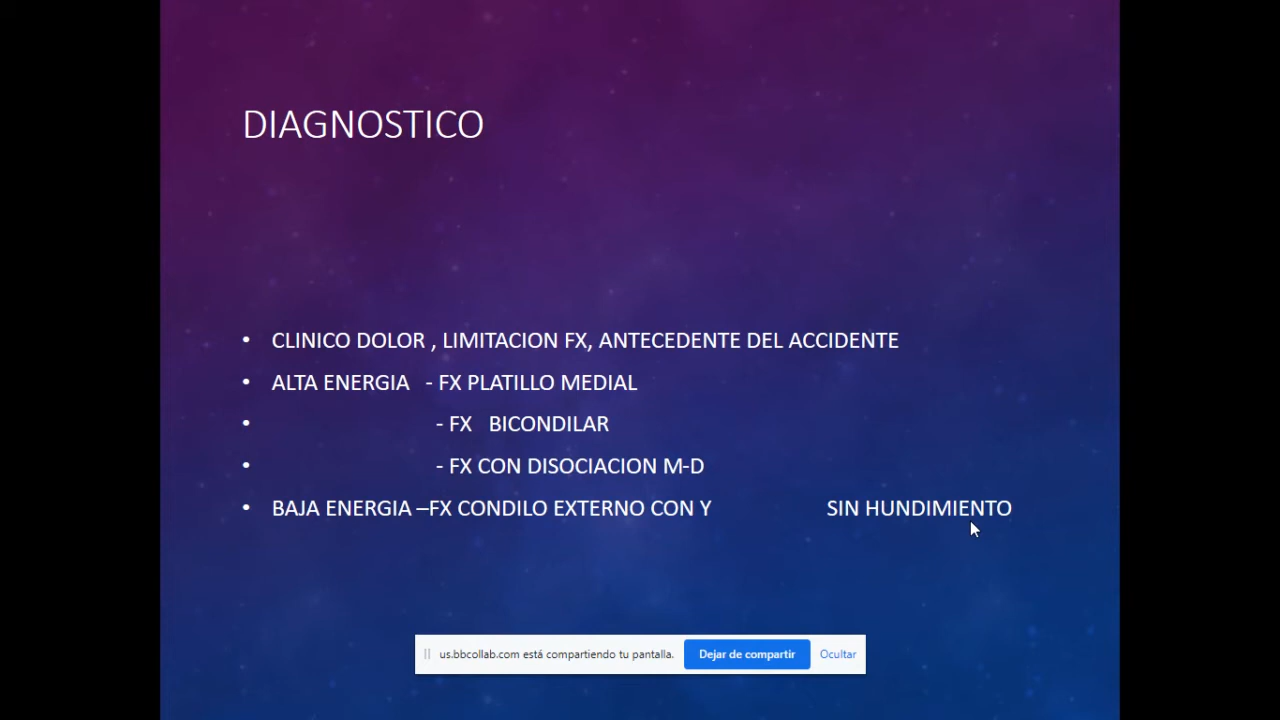 DIAGNOSTICO
• CLINICO DOLOR , LIMITACION FX, ANTECEDENTE DEL ACCIDENTE
• ALTA ENERGIA - FX PLATILLO MEDIAL
• - FX BICONDILAR
• - FX CON DISOCIACION M-D
• BAJA ENERGIA –FX CONDILO EXTERNO CON Y SIN HUNDIMIENTO
us.bbcollab.com está compartiendo tu pantalla. Dejar de compartir Ocultar